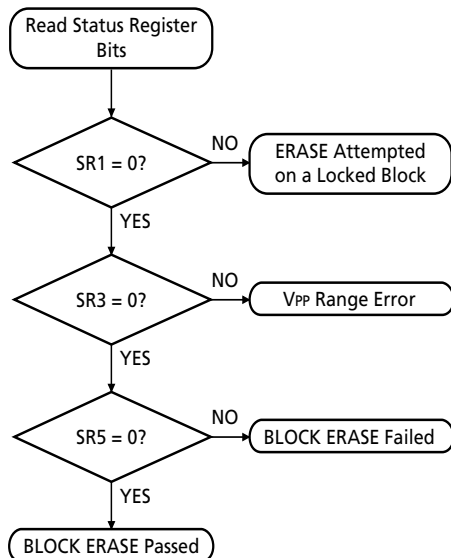 Read Status Register
Bits
SR1 = 0?
NO
ERASE Attempted
on a Locked Block
YES
SR3 = 0?
NO
VPP Range Error
YES
SR5 = 0?
NO
BLOCK ERASE Failed
YES
BLOCK ERASE Passed